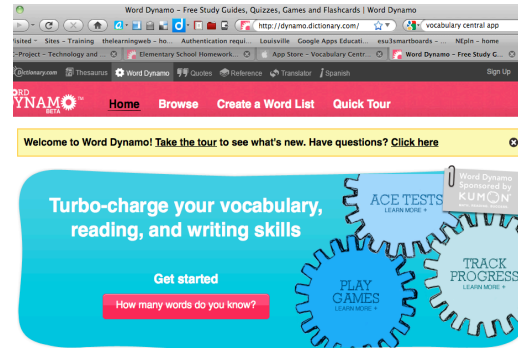 Word Dynamo – Free Study Guides, Quizzes, Games and Flashcards | Word Dynamo
http://dynamo.dictionary.com/
vocabulary central app
isited Sites - Training thelearningweb - ho... Authentication requi... Louisville Google Apps Educati... esu3smartboards - ... NEpln - home
-Project – Technology and ... Elementary School Homework... App Store – Vocabulary Centr... Word Dynamo – Free Study G...
Dictionary.com Thesaurus Word Dynamo Quotes Reference Translator Spanish Sign Up
ORD
YNAMO™
BETA
Home Browse Create a Word List Quick Tour
Welcome to Word Dynamo! Take the tour to see what's new. Have questions? Click here
Turbo-charge your vocabulary,
reading, and writing skills
Get started
How many words do you know?
ACE TESTS
LEARN MORE +
Word Dynamo
Sponsored by
KUMON
PLAY
GAMES
LEARN MORE +
TRACK
PROGRESS
LEARN MORE +